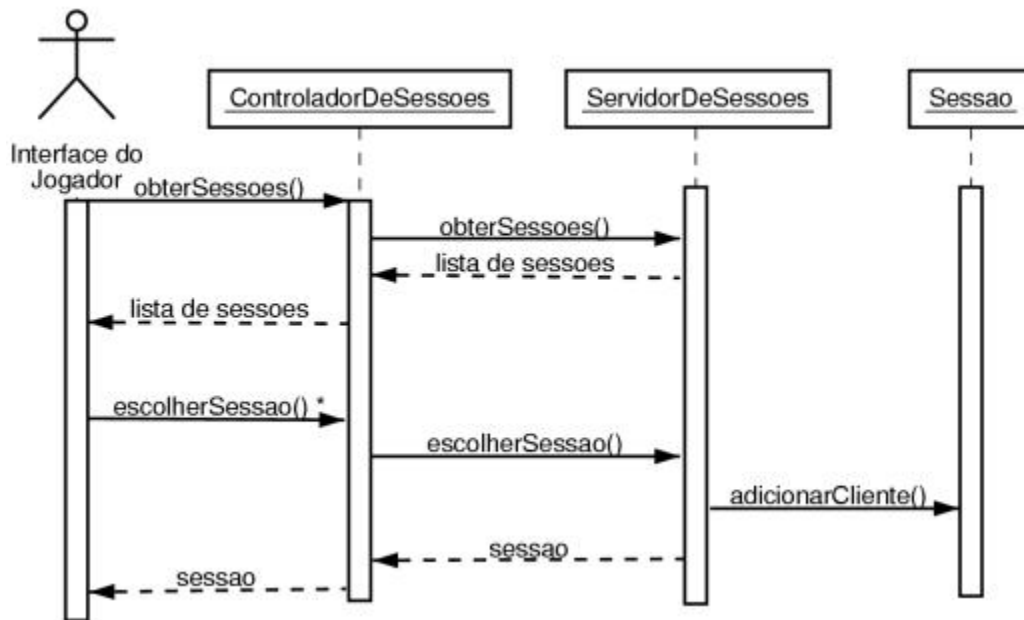 ControladorDeSessoes
ServidorDeSessoes
Sessao
Interface do
Jogador
obterSessoes()
obterSessoes()
lista de sessoes
lista de sessoes
escolherSessao() *
escolherSessao()
adicionarCliente()
sessao
sessao